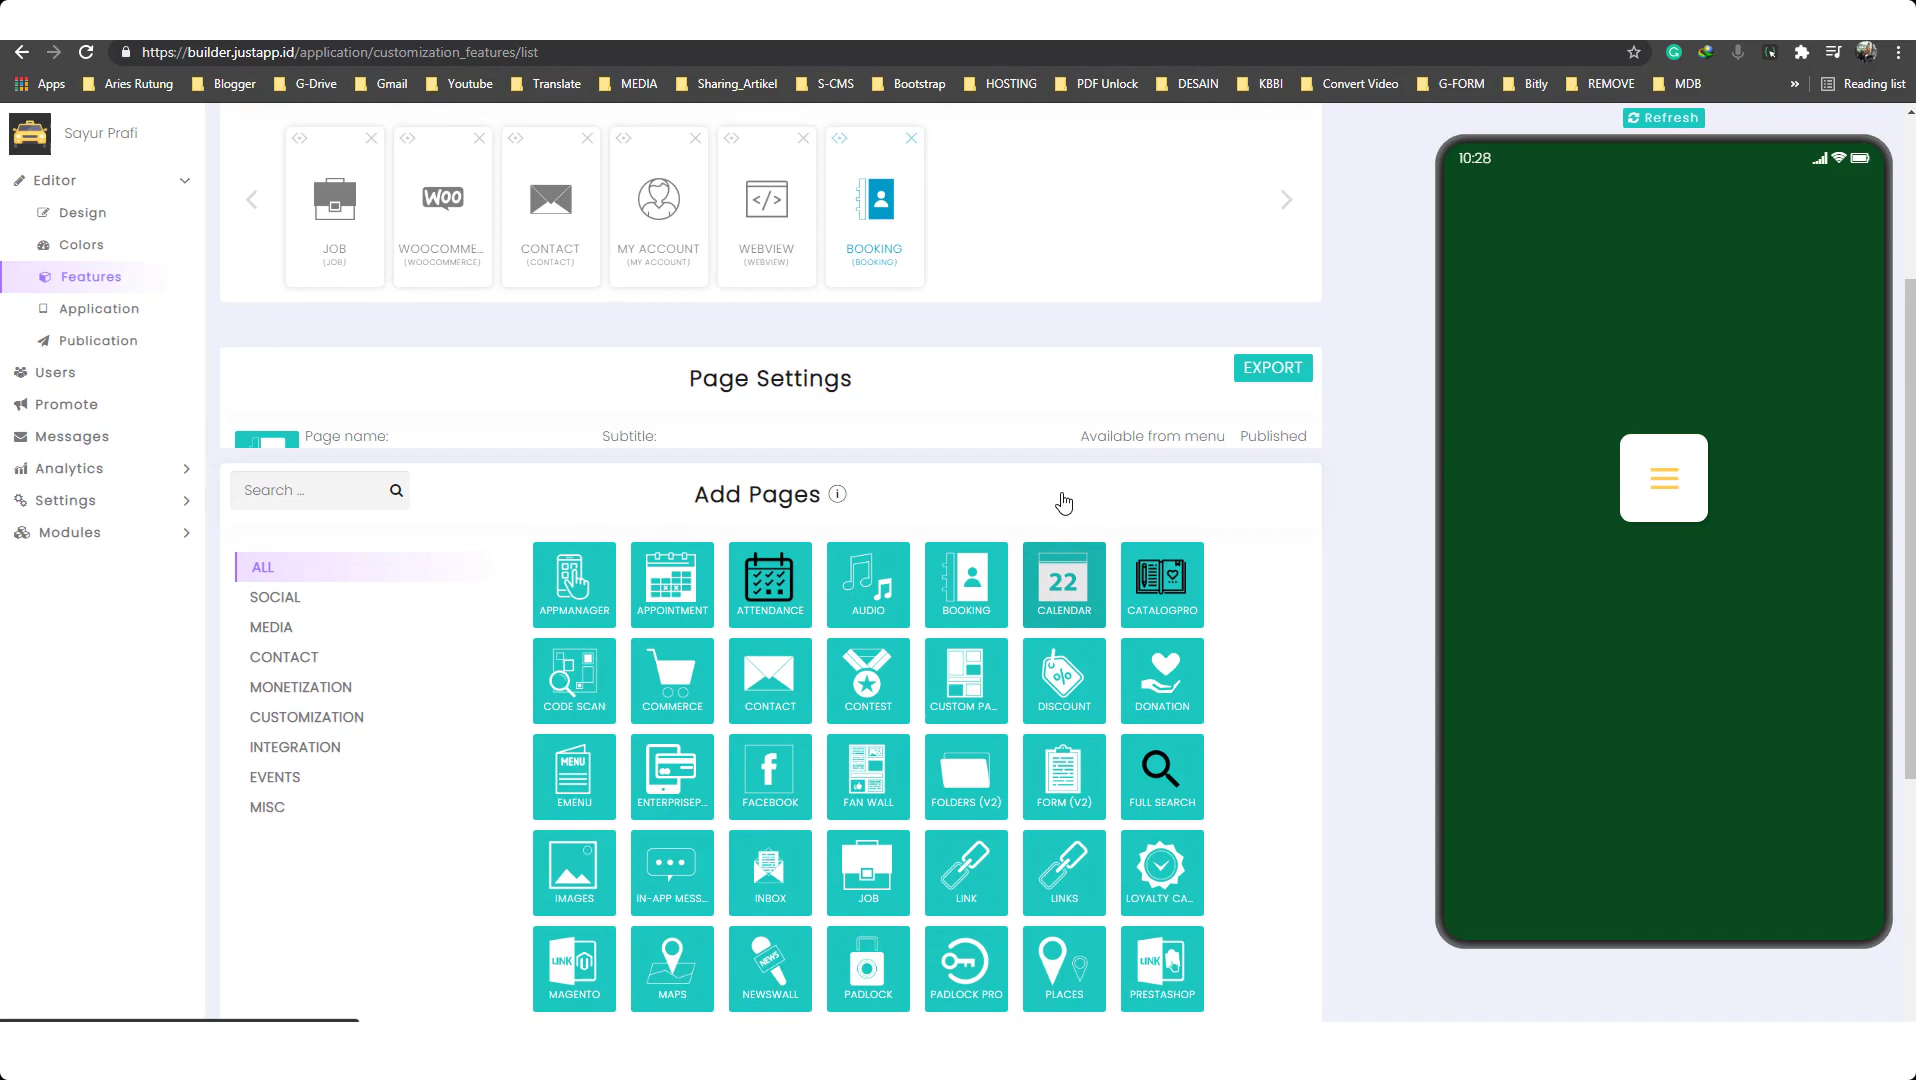 https://builder.justapp.id/application/customization_features/list
Apps Aries Rutung Blogger G-Drive Gmail Youtube Translate MEDIA Sharing_Artikel S-CMS Bootstrap HOSTING PDF Unlock DESAIN KBBI Convert Video G-FORM Bitly REMOVE MDB » Reading list
Sayur Prafi
Editor
Design
Colors
Features
Application
Publication
Users
Promote
Messages
Analytics
Settings
Modules
WOO
</>
JOB WOOCOMME... CONTACT MY ACCOUNT WEBVIEW BOOKING
(JOB) (WOOCOMMERCE) (CONTACT) (MY ACCOUNT) (WEBVIEW) (BOOKING)
Page Settings
EXPORT
Page name: Subtitle: Available from menu Published
Search ...
Add Pages i
ALL
SOCIAL
MEDIA
CONTACT
MONETIZATION
CUSTOMIZATION
INTEGRATION
EVENTS
MISC
22
APPMANAGER APPOINTMENT ATTENDANCE AUDIO BOOKING CALENDAR CATALOGPRO
%
CODE SCAN COMMERCE CONTACT CONTEST CUSTOM PA... DISCOUNT DONATION
MENU f
EMENU ENTERPRISEP... FACEBOOK FAN WALL FOLDERS (V2) FORM (V2) FULL SEARCH
IMAGES IN-APP MESS... INBOX JOB LINK LINKS LOYALTY CA...
LINK NEWS LINK
MAGENTO MAPS NEWSWALL PADLOCK PADLOCK PRO PLACES PRESTASHOP
Refresh
10:28